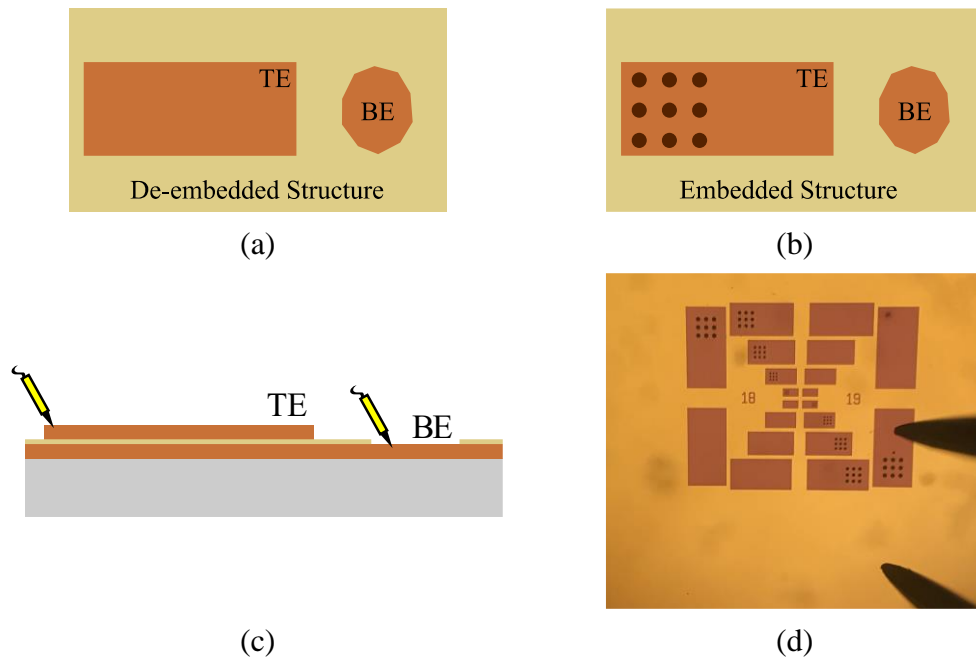 TE
BE
De-embedded Structure
(a)
TE
BE
Embedded Structure
(b)
TE
BE
(c)
18 19
(d)